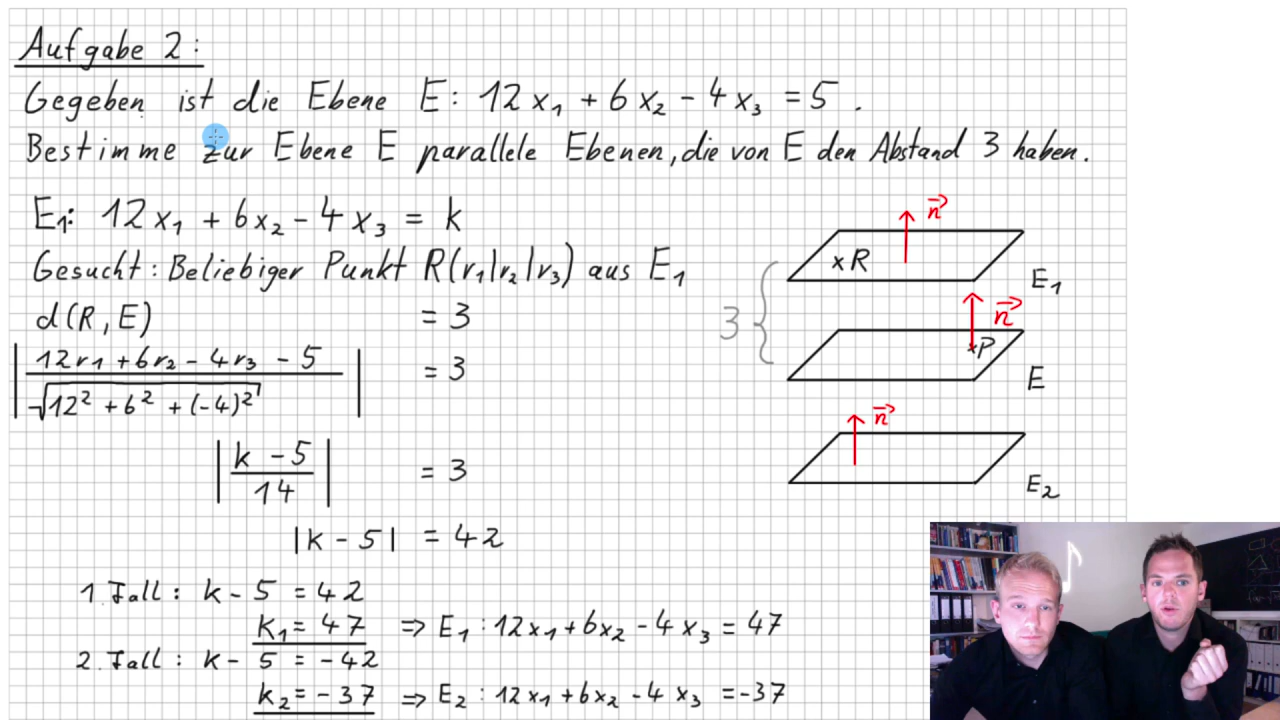 Aufgabe 2:
Gegeben ist die Ebene E: 12x₁ + 6x₂ - 4x₃ = 5.
Bestimme zur Ebene E parallele Ebenen, die von E den Abstand 3 haben.
E₁: 12x₁ + 6x₂ - 4x₃ = k
Gesucht: Beliebiger Punkt R(r₁|r₂|r₃) aus E₁
d(R, E) = 3
|(12r₁ + 6r₂ - 4r₃ - 5)/√(12² + 6² + (-4)²)| = 3
|(k - 5)/14| = 3
|k - 5| = 42
1. Fall: k - 5 = 42
k₁ = 47 ⇒ E₁: 12x₁ + 6x₂ - 4x₃ = 47
2. Fall: k - 5 = -42
k₂ = -37 ⇒ E₂: 12x₁ + 6x₂ - 4x₃ = -37
n⃗
xR
E₁
3
n⃗
xP
E
n⃗
E₂